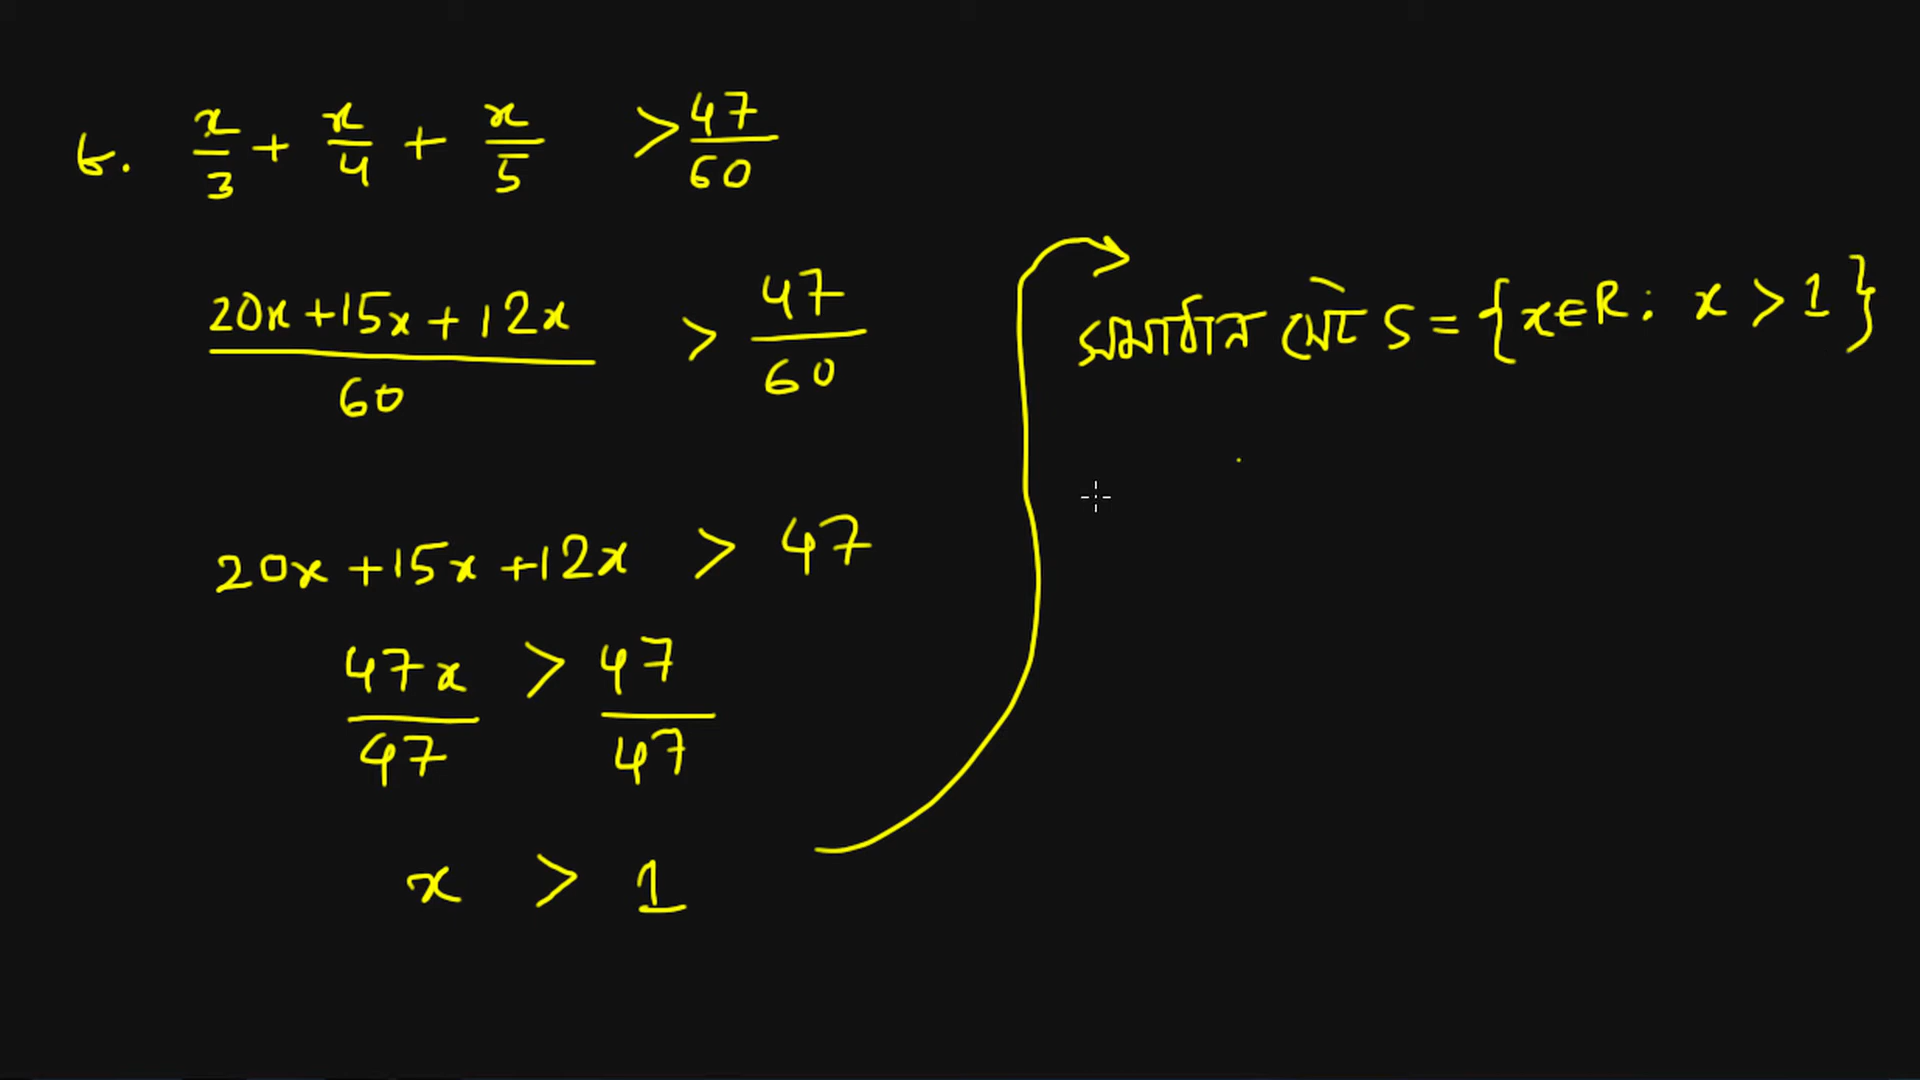 ৮. x/3 + x/4 + x/5 > 47/60
(20x+15x+12x)/60 > 47/60
20x+15x+12x > 47
47x/47 > 47/47
x > 1
সমাধান সেট S = {x∈R: x > 1}